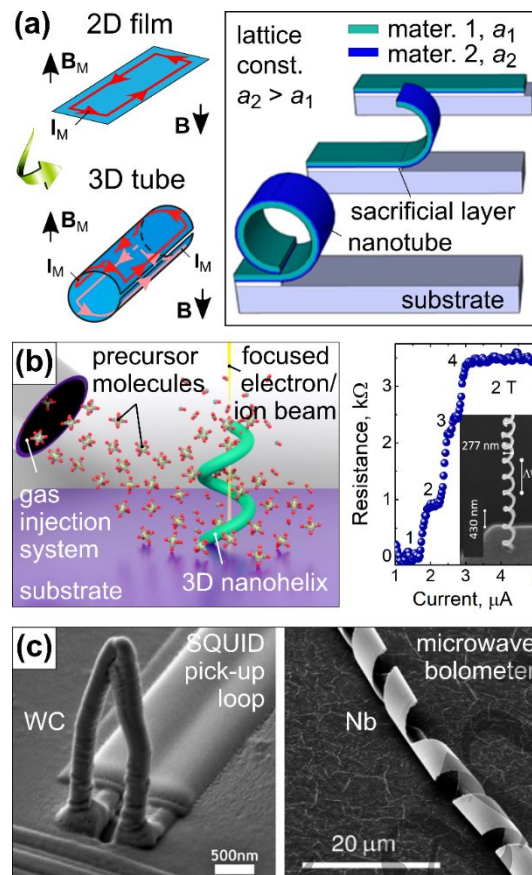 (a)
2D film
B_M
I_M
B
3D tube
B_M
I_M
I_M
B
lattice
const.
a₂ > a₁
mater. 1, a₁
mater. 2, a₂
sacrificial layer
nanotube
substrate
(b)
precursor
molecules
focused
electron/
ion beam
gas
injection
system
substrate
3D nanohelix
Resistance, kΩ
3
2
1
0
1
2
3
4
Current, μA
1
2
3
4
2 T
277 nm
430 nm
(c)
SQUID
pick-up
loop
WC
500nm
microwave
bolometer
Nb
20 μm